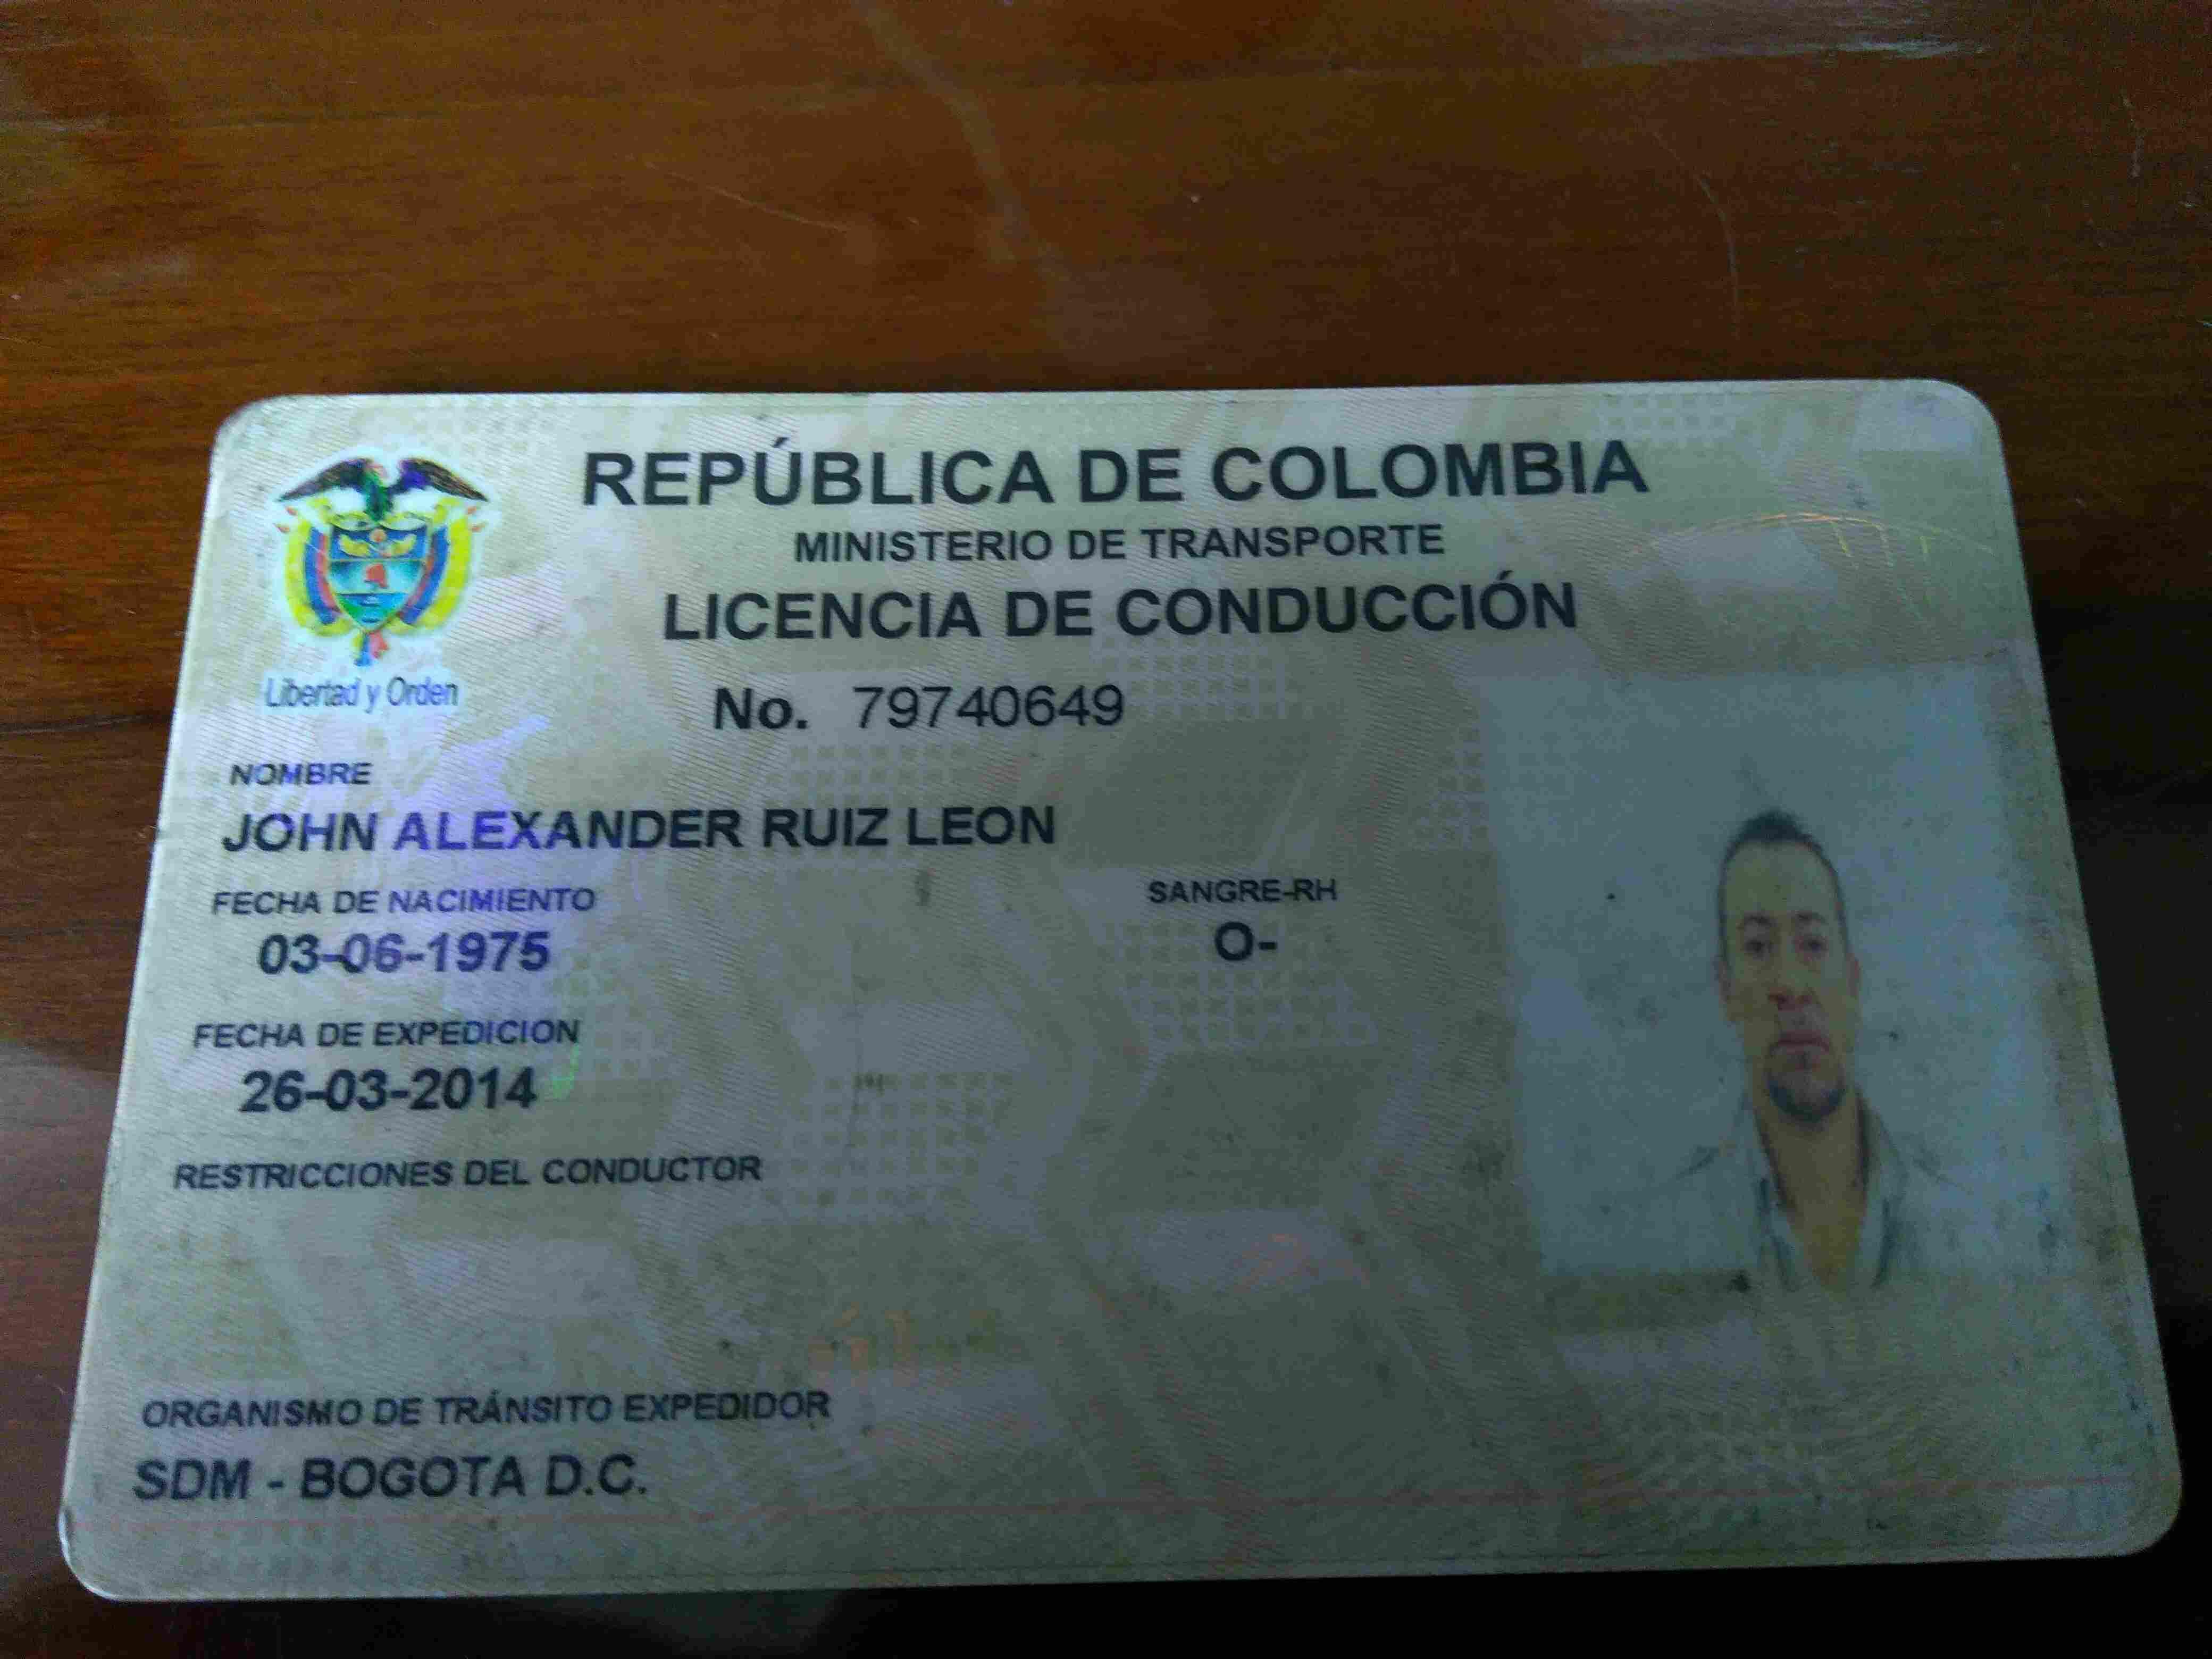 REPÚBLICA DE COLOMBIA
MINISTERIO DE TRANSPORTE
LICENCIA DE CONDUCCIÓN
Libertad y Orden
No. 79740649
NOMBRE
JOHN ALEXANDER RUIZ LEON
FECHA DE NACIMIENTO
03-06-1975
SANGRE-RH
O-
FECHA DE EXPEDICION
26-03-2014
RESTRICCIONES DEL CONDUCTOR
ORGANISMO DE TRÁNSITO EXPEDIDOR
SDM - BOGOTA D.C.